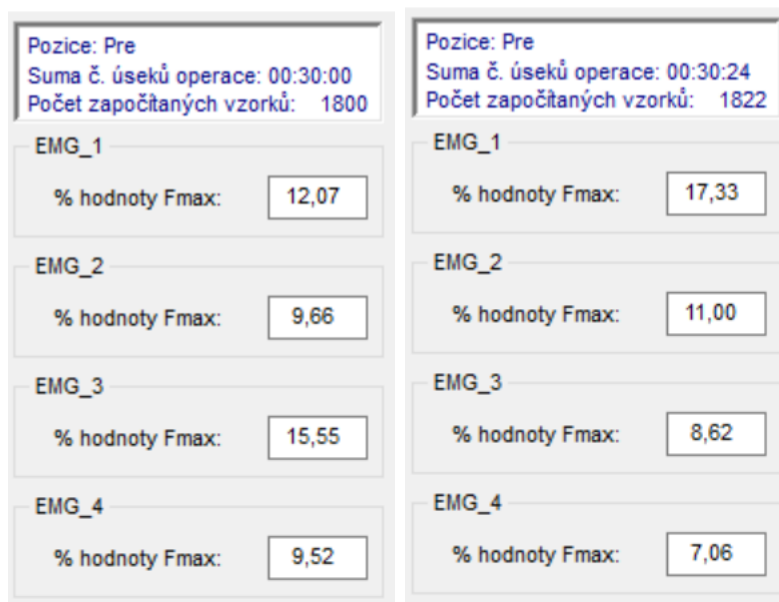 Pozice: Pre
Suma č. úseků operace: 00:30:00
Počet započítaných vzorků: 1800
EMG_1
% hodnoty Fmax: 12,07
EMG_2
% hodnoty Fmax: 9,66
EMG_3
% hodnoty Fmax: 15,55
EMG_4
% hodnoty Fmax: 9,52
Pozice: Pre
Suma č. úseků operace: 00:30:24
Počet započítaných vzorků: 1822
EMG_1
% hodnoty Fmax: 17,33
EMG_2
% hodnoty Fmax: 11,00
EMG_3
% hodnoty Fmax: 8,62
EMG_4
% hodnoty Fmax: 7,06